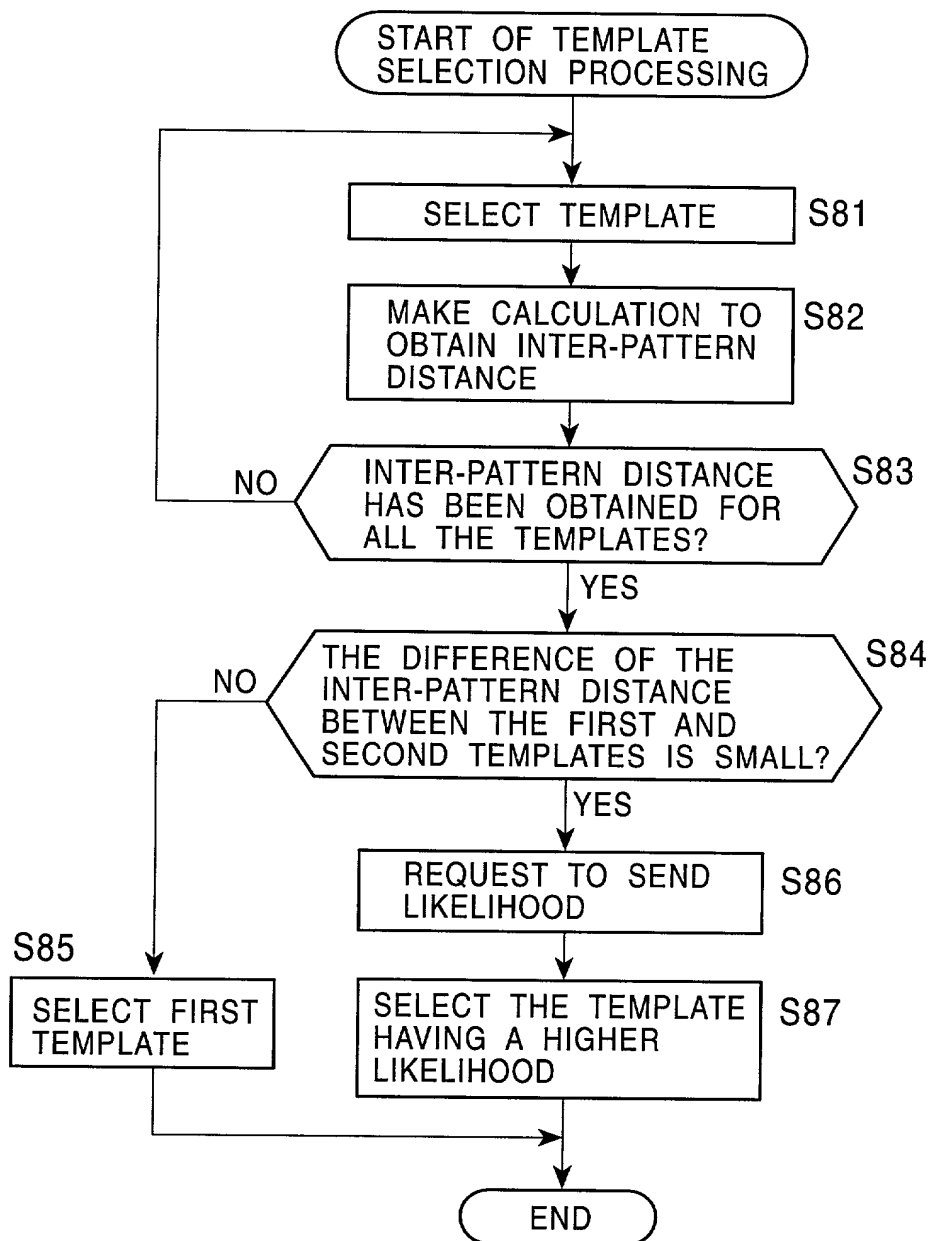 START OF TEMPLATE
SELECTION PROCESSING
SELECT TEMPLATE
S81
MAKE CALCULATION TO
OBTAIN INTER-PATTERN
DISTANCE
S82
INTER-PATTERN DISTANCE
HAS BEEN OBTAINED FOR
ALL THE TEMPLATES?
S83
NO
YES
THE DIFFERENCE OF THE
INTER-PATTERN DISTANCE
BETWEEN THE FIRST AND
SECOND TEMPLATES IS SMALL?
S84
NO
YES
REQUEST TO SEND
LIKELIHOOD
S86
S85
SELECT FIRST
TEMPLATE
SELECT THE TEMPLATE
HAVING A HIGHER
LIKELIHOOD
S87
END